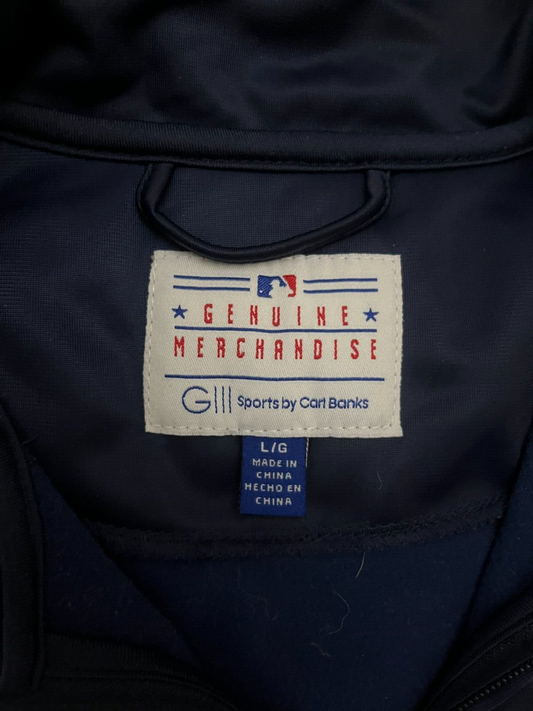 GENUINE
MERCHANDISE
GIII Sports by Carl Banks
L/G
MADE IN
CHINA
HECHO EN
CHINA